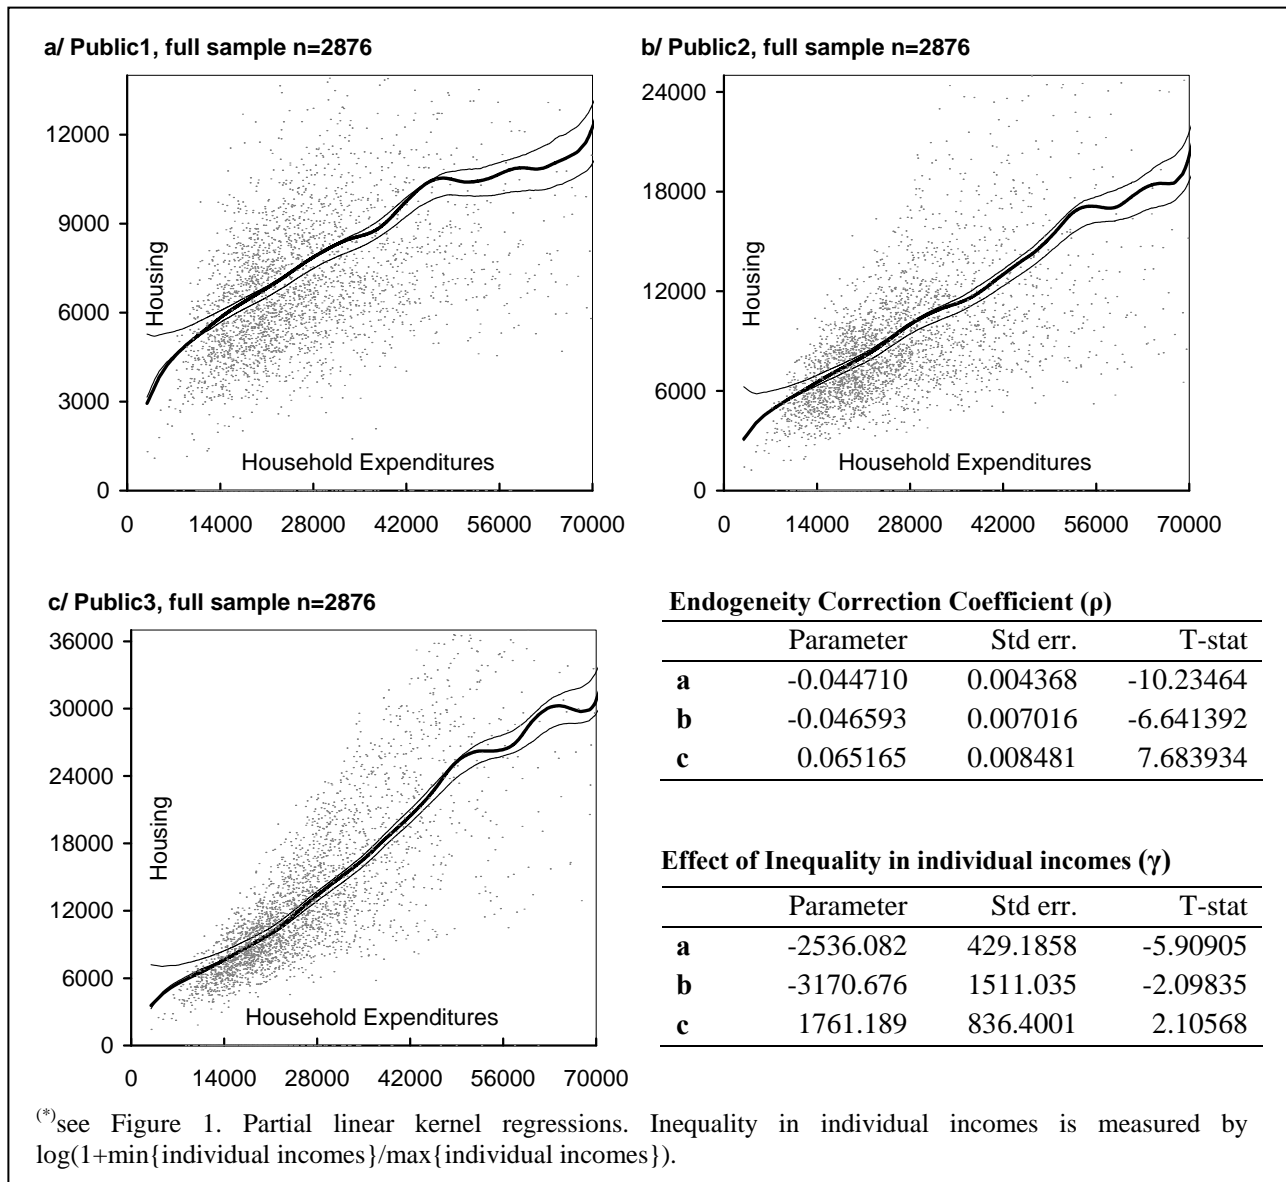 a/ Public1, full sample n=2876
12000
9000
6000
3000
0
Housing
Household Expenditures
0 14000 28000 42000 56000 70000
b/ Public2, full sample n=2876
24000
18000
12000
6000
0
Housing
Household Expenditures
0 14000 28000 42000 56000 70000
c/ Public3, full sample n=2876
36000
30000
24000
18000
12000
6000
0
Housing
Household Expenditures
0 14000 28000 42000 56000 70000
Endogeneity Correction Coefficient (ρ)
Parameter Std err. T-stat
a -0.044710 0.004368 -10.23464
b -0.046593 0.007016 -6.641392
c 0.065165 0.008481 7.683934
Effect of Inequality in individual incomes (γ)
Parameter Std err. T-stat
a -2536.082 429.1858 -5.90905
b -3170.676 1511.035 -2.09835
c 1761.189 836.4001 2.10568
(*)see Figure 1. Partial linear kernel regressions. Inequality in individual incomes is measured by
log(1+min{individual incomes}/max{individual incomes}).